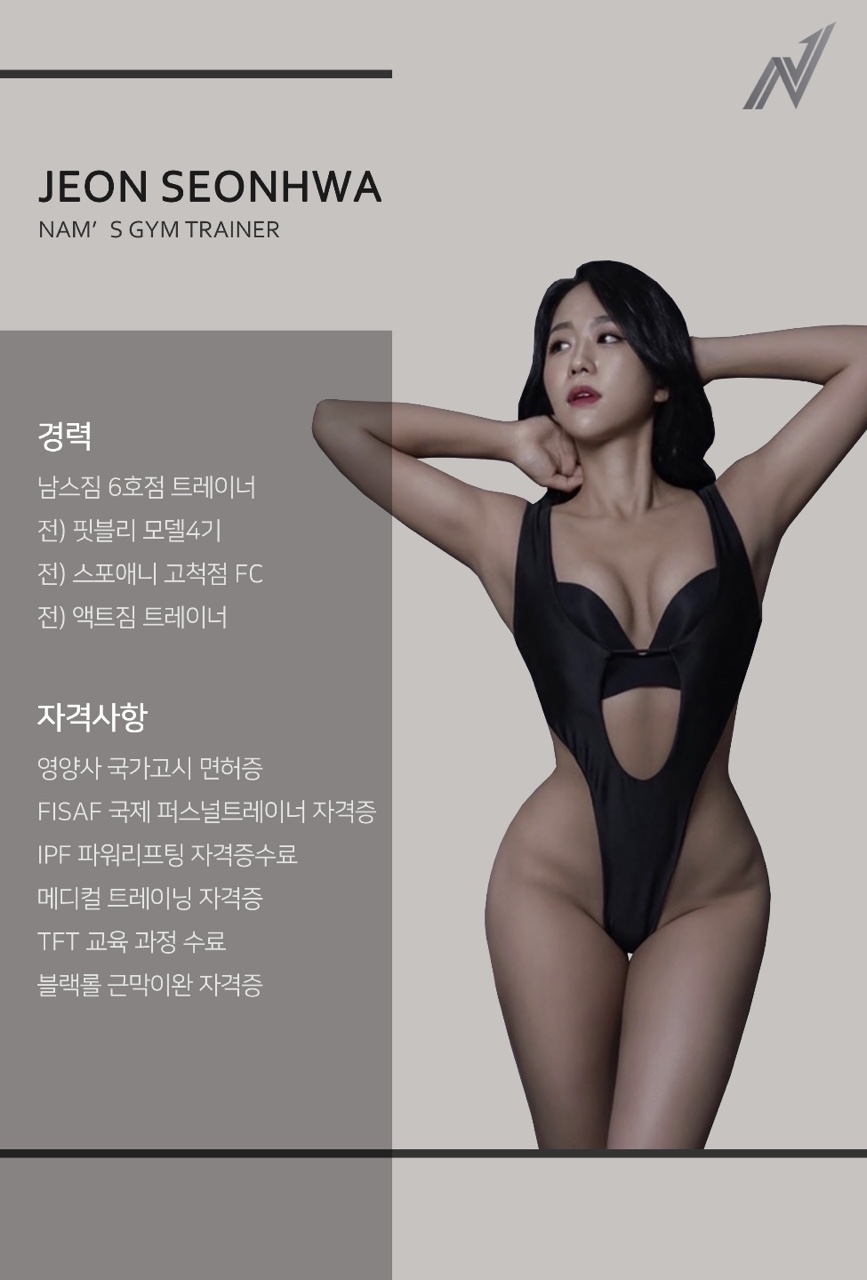 JEON SEONHWA
NAM’S GYM TRAINER
경력
남스짐 6호점 트레이너
전) 핏블리 모델4기
전) 스포애니 고척점 FC
전) 액트짐 트레이너
자격사항
영양사 국가고시 면허증
FISAF 국제 퍼스널트레이너 자격증
IPF 파워리프팅 자격증수료
메디컬 트레이닝 자격증
TFT 교육 과정 수료
블랙롤 근막이완 자격증